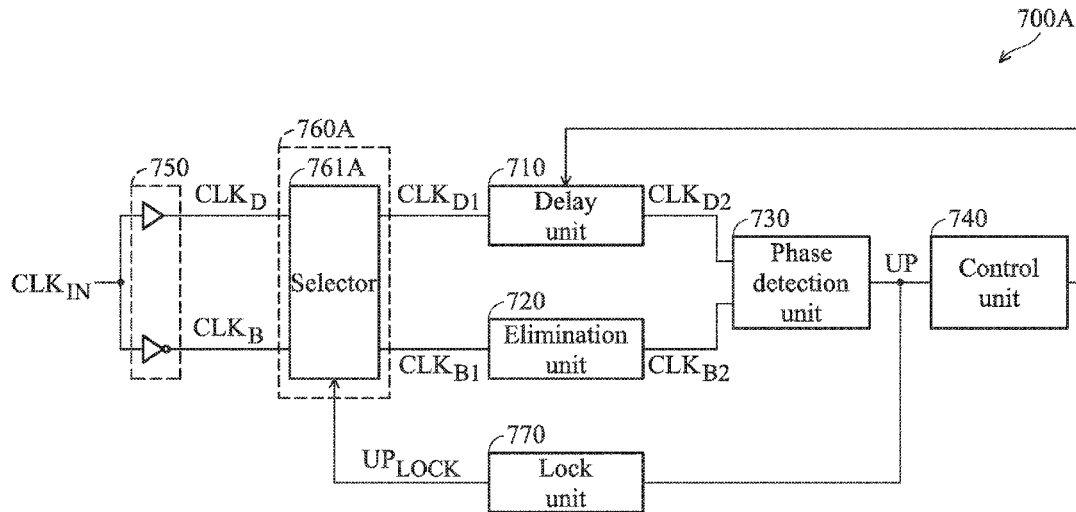 700A
760A
750
761A
710
CLKD
CLKD1
Delay
unit
CLKD2
730
740
CLKIN
Selector
Phase
detection
unit
UP
Control
unit
CLKB
720
Elimination
unit
CLKB1
CLKB2
770
UPLOCK
Lock
unit